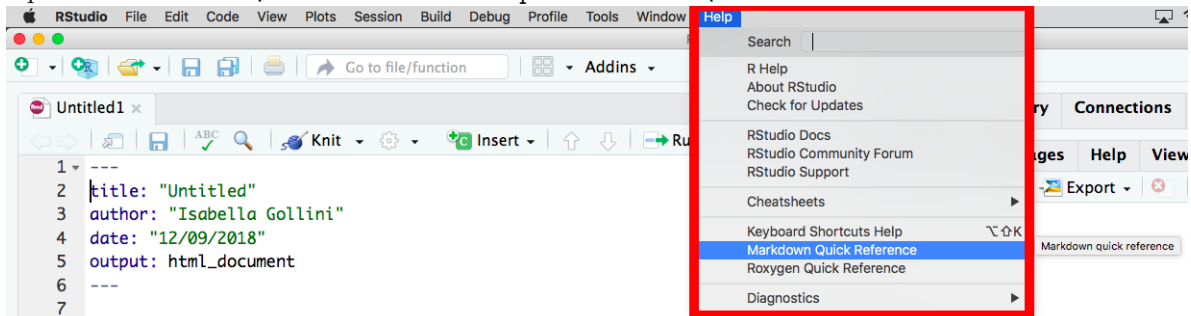 RStudio File Edit Code View Plots Session Build Debug Profile Tools Window Help
Search
Go to file/function Addins
R Help
About RStudio
Check for Updates
Untitled1
ry Connections
ABC Knit Insert Ru
RStudio Docs
RStudio Community Forum
RStudio Support
ages Help View
Export
Cheatsheets
1 ---
2 title: "Untitled"
3 author: "Isabella Gollini"
4 date: "12/09/2018"
5 output: html_document
6 ---
7
Keyboard Shortcuts Help ⌥⇧K
Markdown Quick Reference
Markdown quick reference
Roxygen Quick Reference
Diagnostics